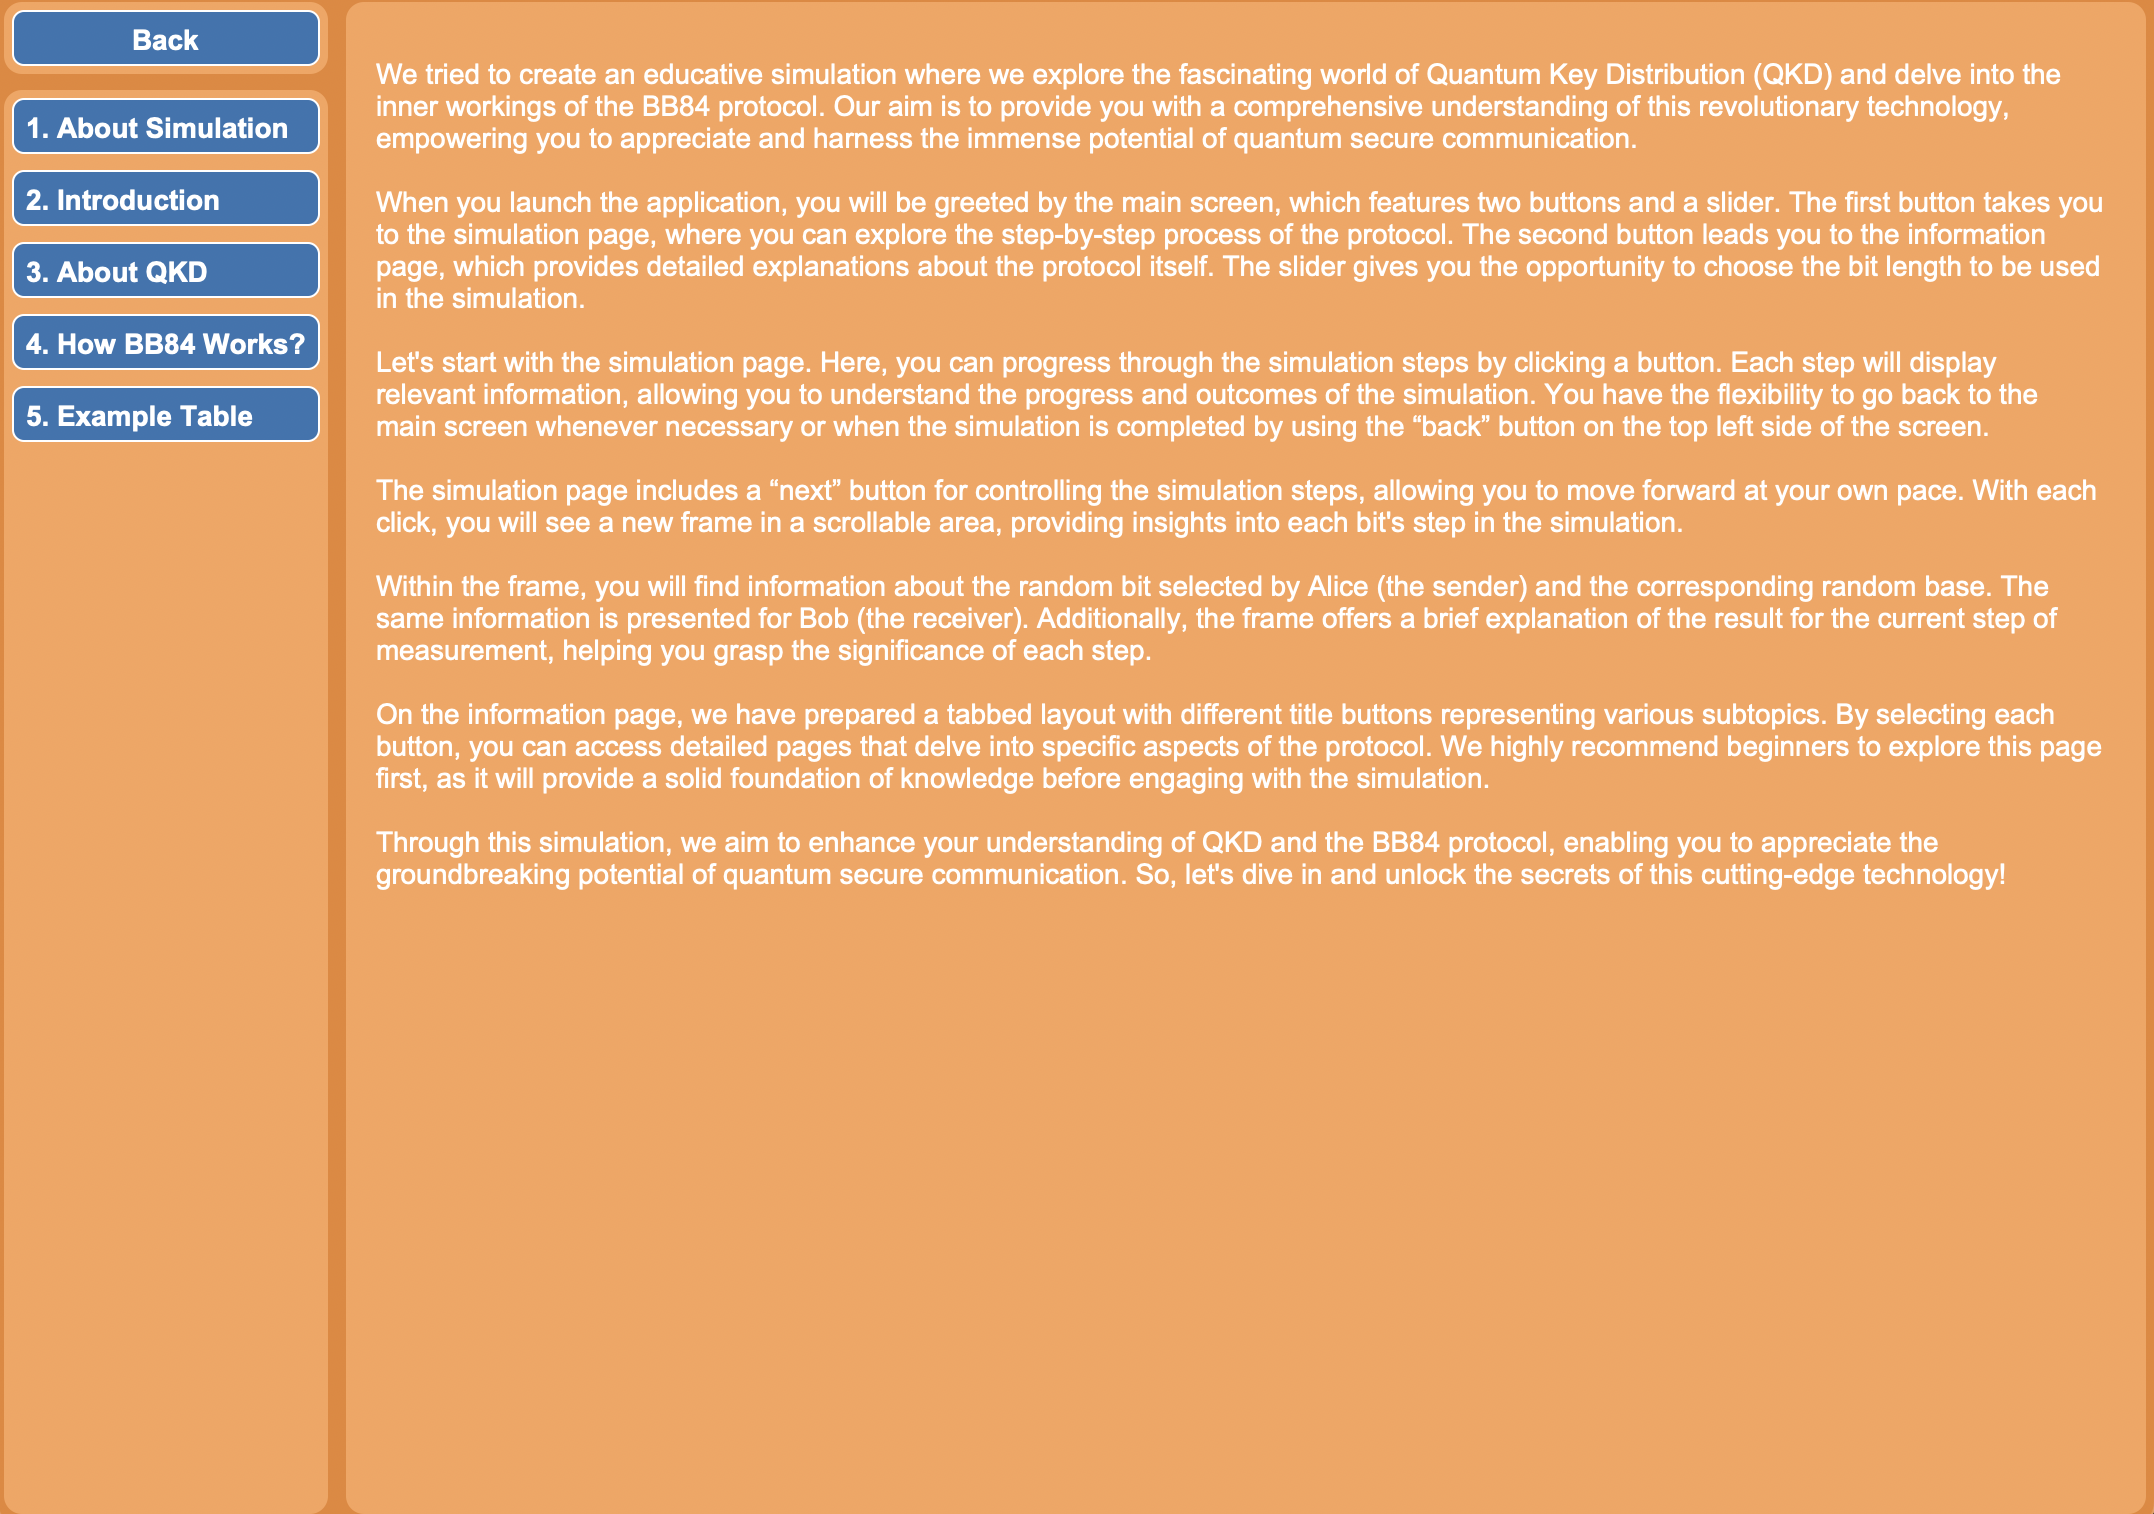 Back
1. About Simulation
2. Introduction
3. About QKD
4. How BB84 Works?
5. Example Table
We tried to create an educative simulation where we explore the fascinating world of Quantum Key Distribution (QKD) and delve into the
inner workings of the BB84 protocol. Our aim is to provide you with a comprehensive understanding of this revolutionary technology,
empowering you to appreciate and harness the immense potential of quantum secure communication.
When you launch the application, you will be greeted by the main screen, which features two buttons and a slider. The first button takes you
to the simulation page, where you can explore the step-by-step process of the protocol. The second button leads you to the information
page, which provides detailed explanations about the protocol itself. The slider gives you the opportunity to choose the bit length to be used
in the simulation.
Let's start with the simulation page. Here, you can progress through the simulation steps by clicking a button. Each step will display
relevant information, allowing you to understand the progress and outcomes of the simulation. You have the flexibility to go back to the
main screen whenever necessary or when the simulation is completed by using the “back” button on the top left side of the screen.
The simulation page includes a “next” button for controlling the simulation steps, allowing you to move forward at your own pace. With each
click, you will see a new frame in a scrollable area, providing insights into each bit's step in the simulation.
Within the frame, you will find information about the random bit selected by Alice (the sender) and the corresponding random base. The
same information is presented for Bob (the receiver). Additionally, the frame offers a brief explanation of the result for the current step of
measurement, helping you grasp the significance of each step.
On the information page, we have prepared a tabbed layout with different title buttons representing various subtopics. By selecting each
button, you can access detailed pages that delve into specific aspects of the protocol. We highly recommend beginners to explore this page
first, as it will provide a solid foundation of knowledge before engaging with the simulation.
Through this simulation, we aim to enhance your understanding of QKD and the BB84 protocol, enabling you to appreciate the
groundbreaking potential of quantum secure communication. So, let's dive in and unlock the secrets of this cutting-edge technology!